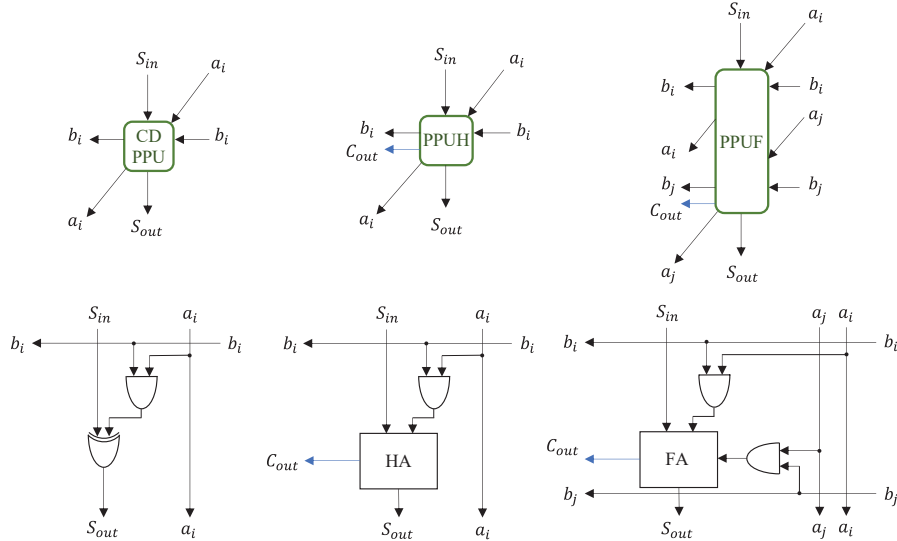 S_in a_i
b_i CD PPU b_i
a_i S_out
S_in a_i
b_i PPUH b_i
C_out
a_i S_out
S_in a_i
b_i b_i
a_j
PPUF
a_i
b_j b_j
C_out
a_j S_out
S_in a_i
b_i b_i
S_out a_i
S_in a_i
b_i b_i
C_out HA
S_out a_i
S_in a_j a_i
b_i b_i
C_out FA
b_j b_j
S_out a_j a_i